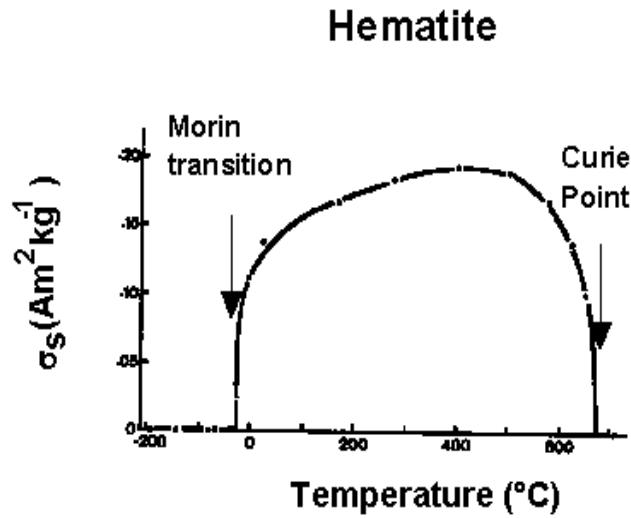 Hematite
Morin
transition
Curie
Point
σS(Am²kg⁻¹)
·20
·15
·10
·05
0
-200
0
200
400
600
Temperature (°C)